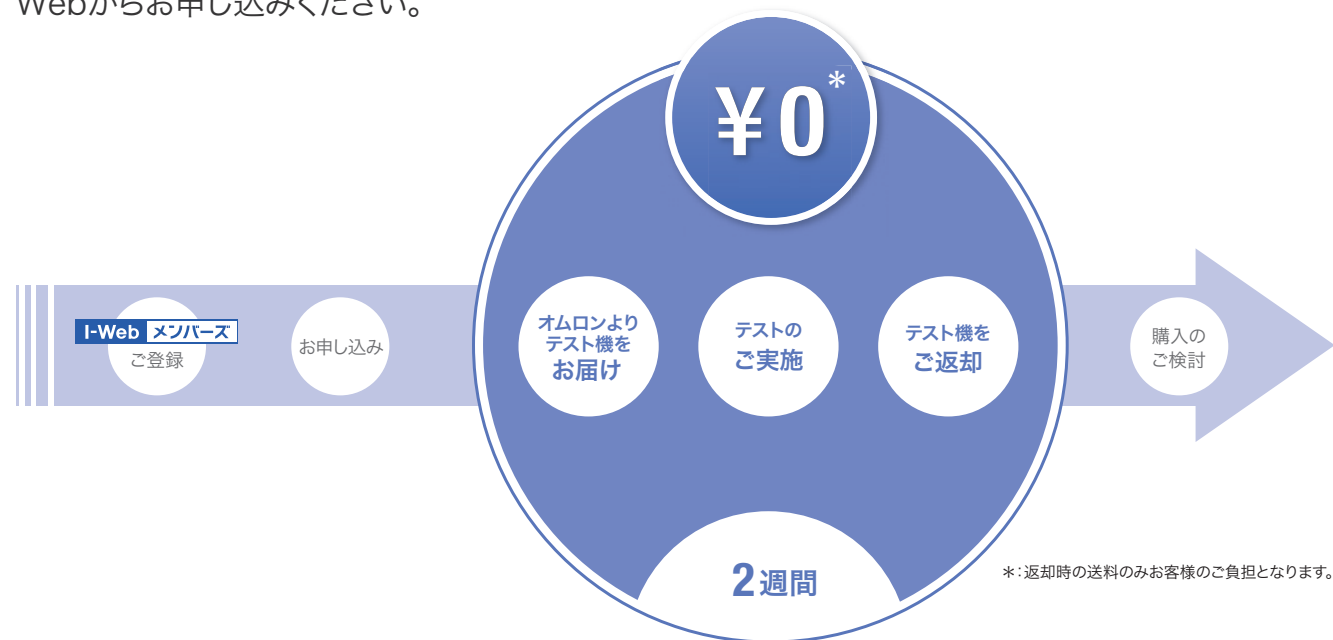 Webからお申し込みください。
¥0*
I-Web メンバーズ
ご登録
お申し込み
オムロンより
テスト機を
お届け
テストの
ご実施
テスト機を
ご返却
購入の
ご検討
2週間
*:返却時の送料のみお客様のご負担となります。